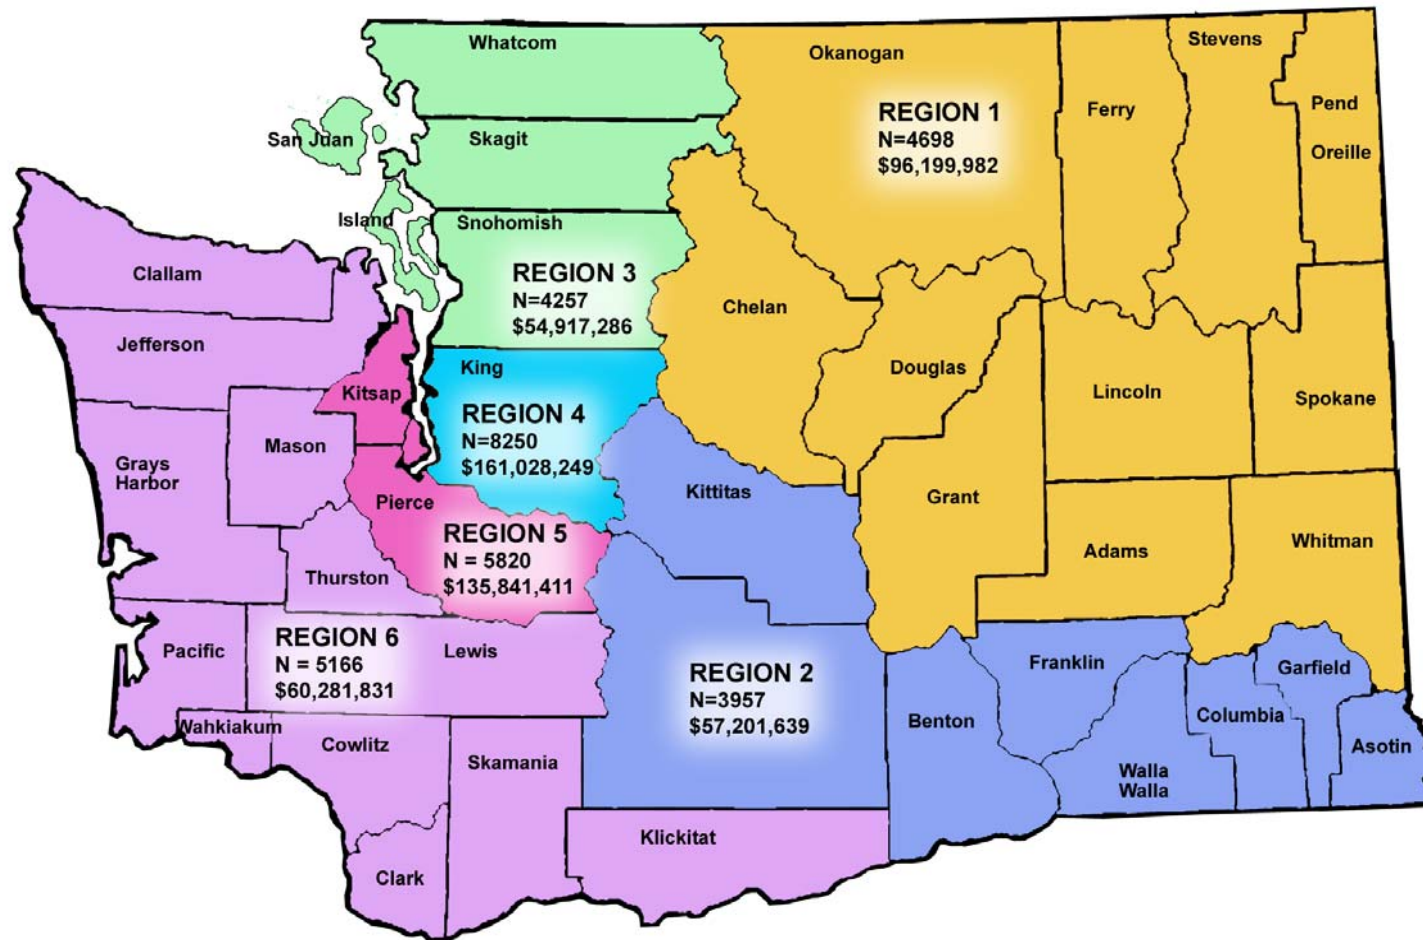 Whatcom
Okanogan
Stevens
Ferry
Pend
Oreille
REGION 1
N=4698
$96,199,982
San Juan
Skagit
Island
Snohomish
REGION 3
N=4257
$54,917,286
Clallam
Jefferson
Chelan
Kitsap
King
Douglas
Lincoln
Spokane
REGION 4
N=8250
$161,028,249
Mason
Grays
Harbor
Pierce
Kittitas
Grant
REGION 5
N = 5820
$135,841,411
Adams
Whitman
Thurston
REGION 6
N = 5166
$60,281,831
Pacific
Lewis
REGION 2
N=3957
$57,201,639
Franklin
Garfield
Wahkiakum
Cowlitz
Skamania
Benton
Columbia
Asotin
Walla
Walla
Klickitat
Clark